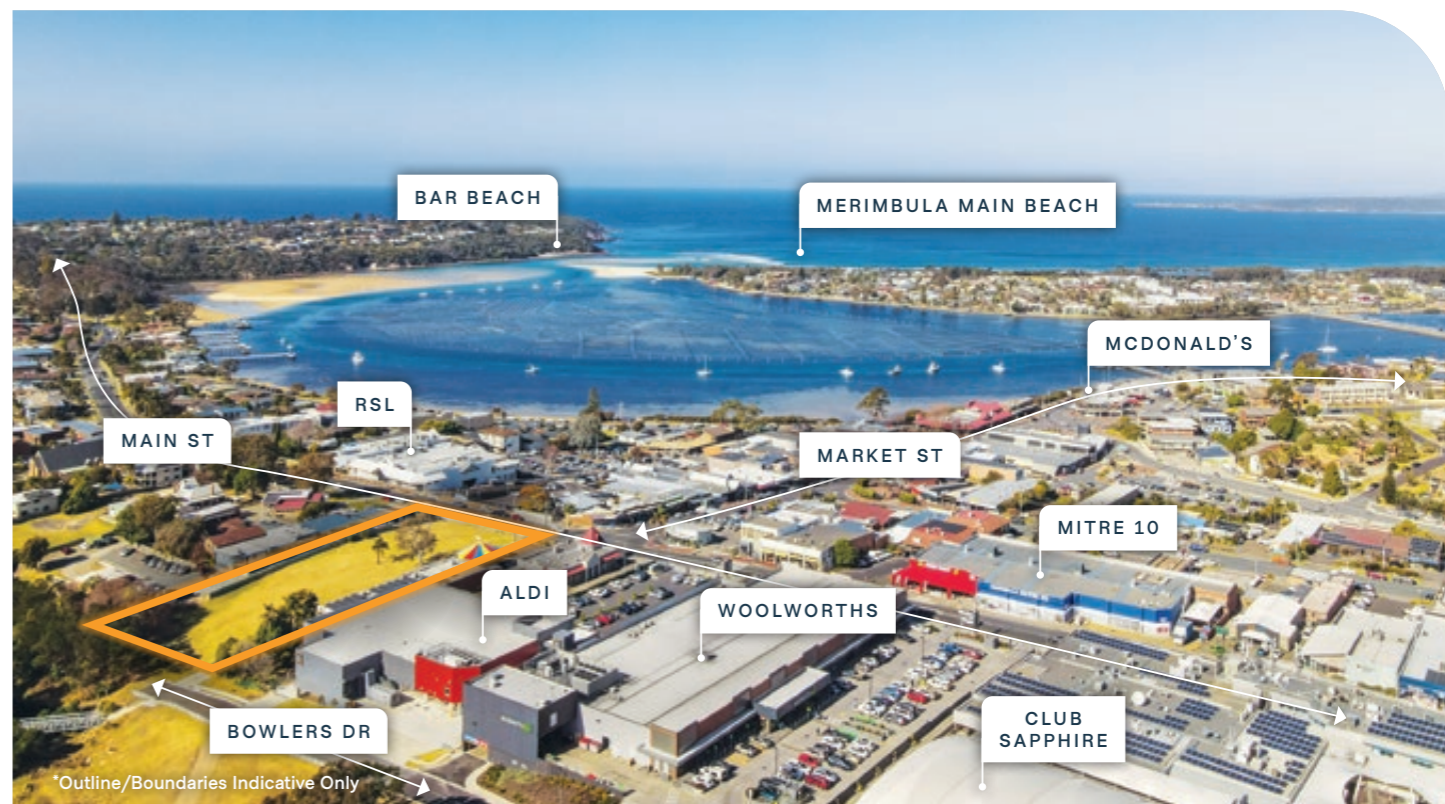 BAR BEACH
MERIMBULA MAIN BEACH
MCDONALD'S
RSL
MAIN ST
MARKET ST
MITRE 10
ALDI
WOOLWORTHS
CLUB
SAPPHIRE
BOWLERS DR
*Outline/Boundaries Indicative Only